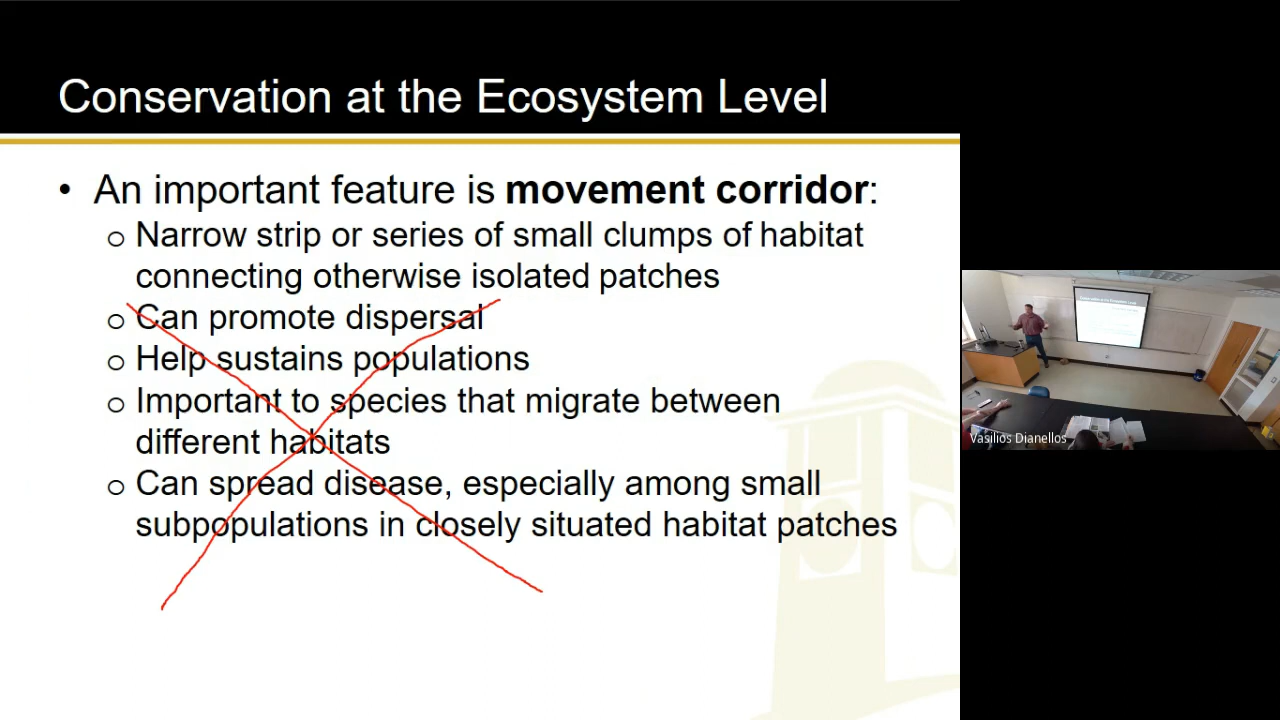 Conservation at the Ecosystem Level
• An important feature is movement corridor:
o Narrow strip or series of small clumps of habitat
connecting otherwise isolated patches
o Can promote dispersal
o Help sustains populations
o Important to species that migrate between
different habitats
o Can spread disease, especially among small
subpopulations in closely situated habitat patches
Vasilios Dianellos